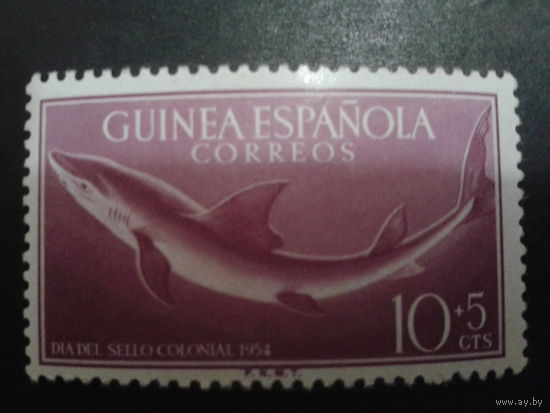 GUINEA ESPAÑOLA
CORREOS
10+5
CTS
DIA DEL SELLO COLONIAL 1954
www.ay.by